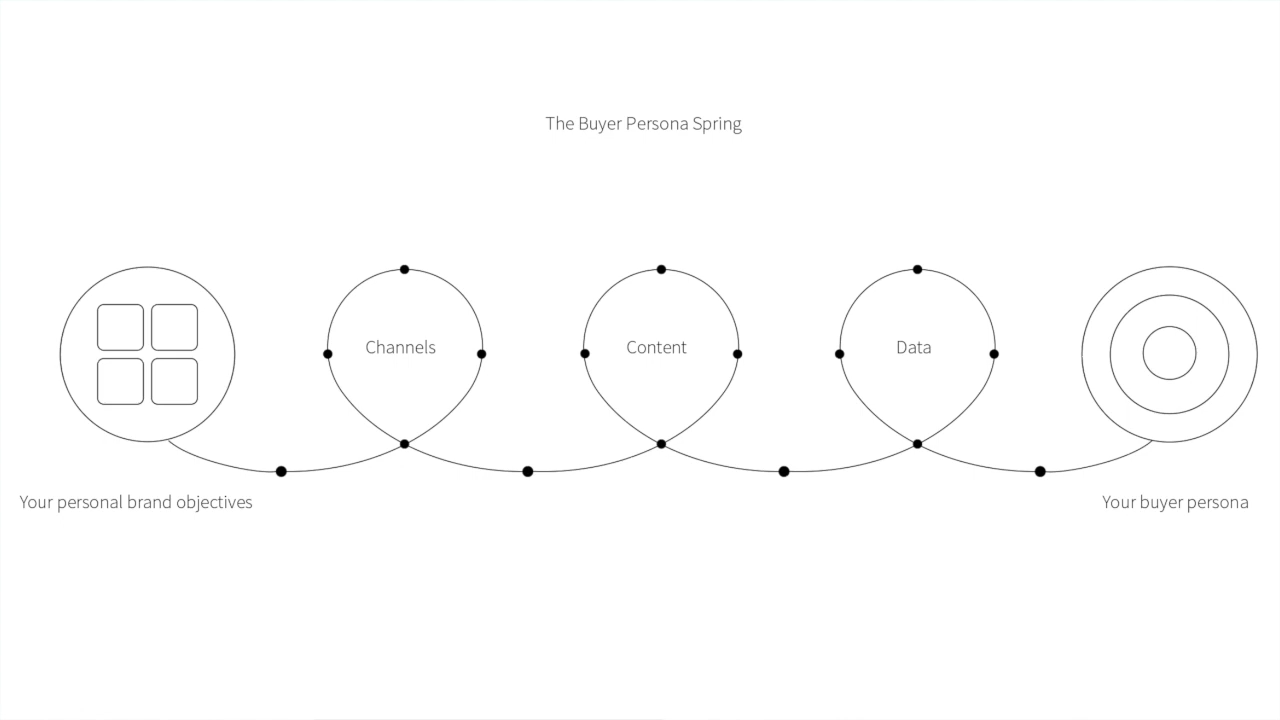 The Buyer Persona Spring
Channels
Content
Data
Your personal brand objectives
Your buyer persona